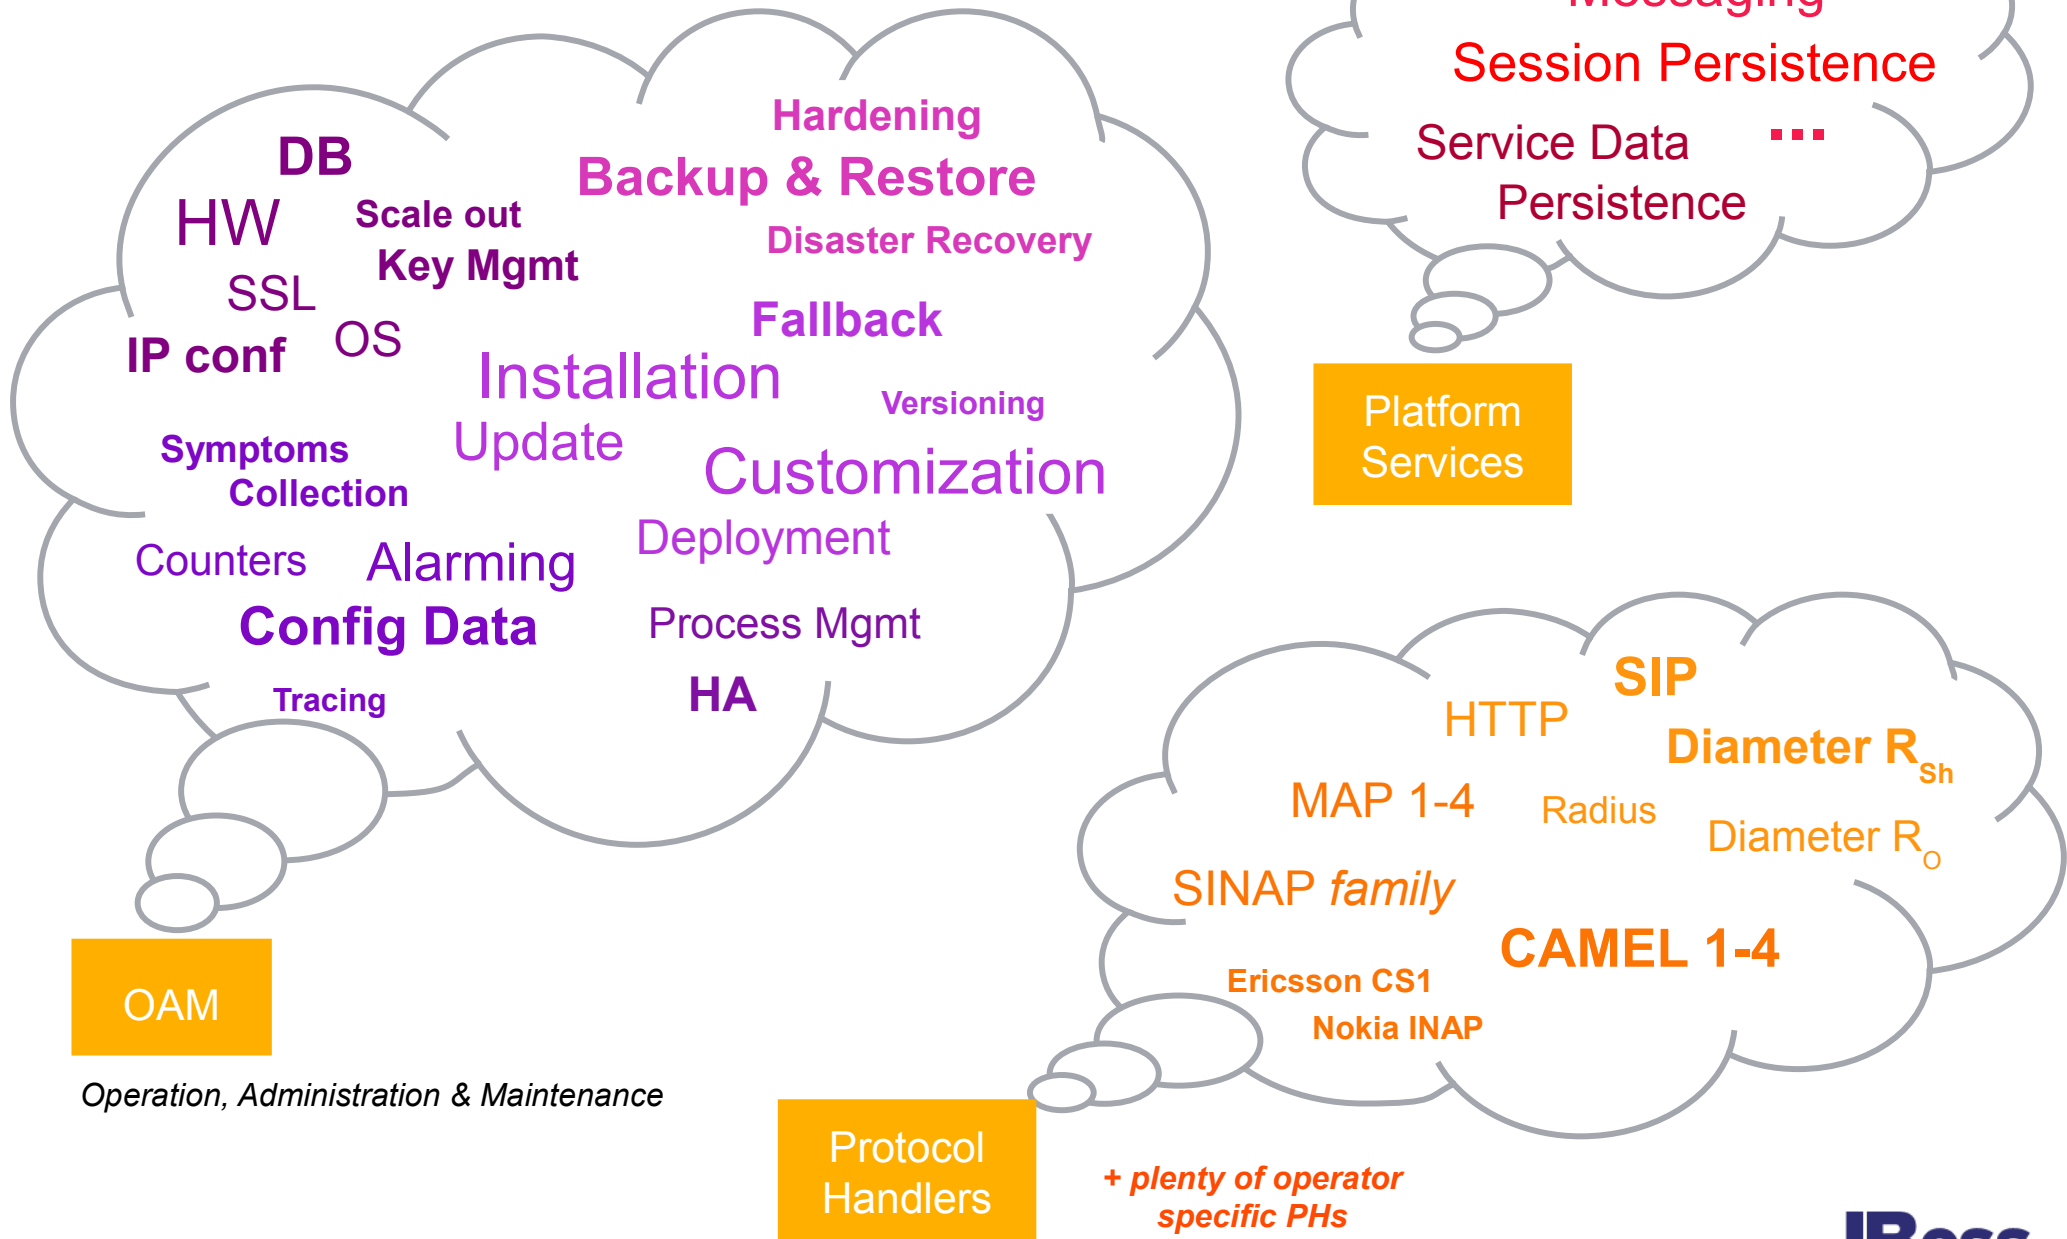 Messaging
Session Persistence
Service Data ...
Persistence
Platform
Services
Hardening
DB
Backup & Restore
HW
Scale out
Disaster Recovery
Key Mgmt
SSL
Fallback
OS
IP conf
Installation
Versioning
Update
Symptoms
Collection
Customization
Deployment
Counters
Alarming
Config Data
Process Mgmt
Tracing
HA
OAM
Operation, Administration & Maintenance
SIP
HTTP
Diameter R Sh
MAP 1-4
Radius
Diameter R O
SINAP family
CAMEL 1-4
Ericsson CS1
Nokia INAP
Protocol
Handlers
+ plenty of operator
specific PHs
JBoss